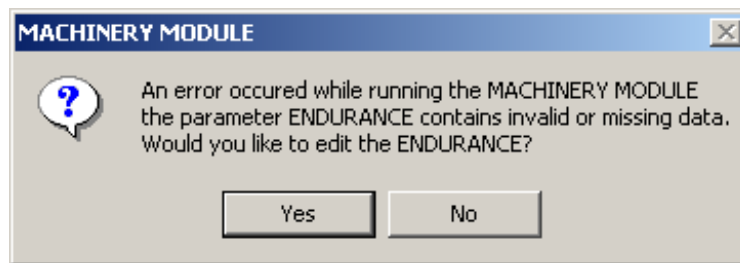 MACHINERY MODULE
An error occured while running the MACHINERY MODULE
the parameter ENDURANCE contains invalid or missing data.
Would you like to edit the ENDURANCE?
Yes No